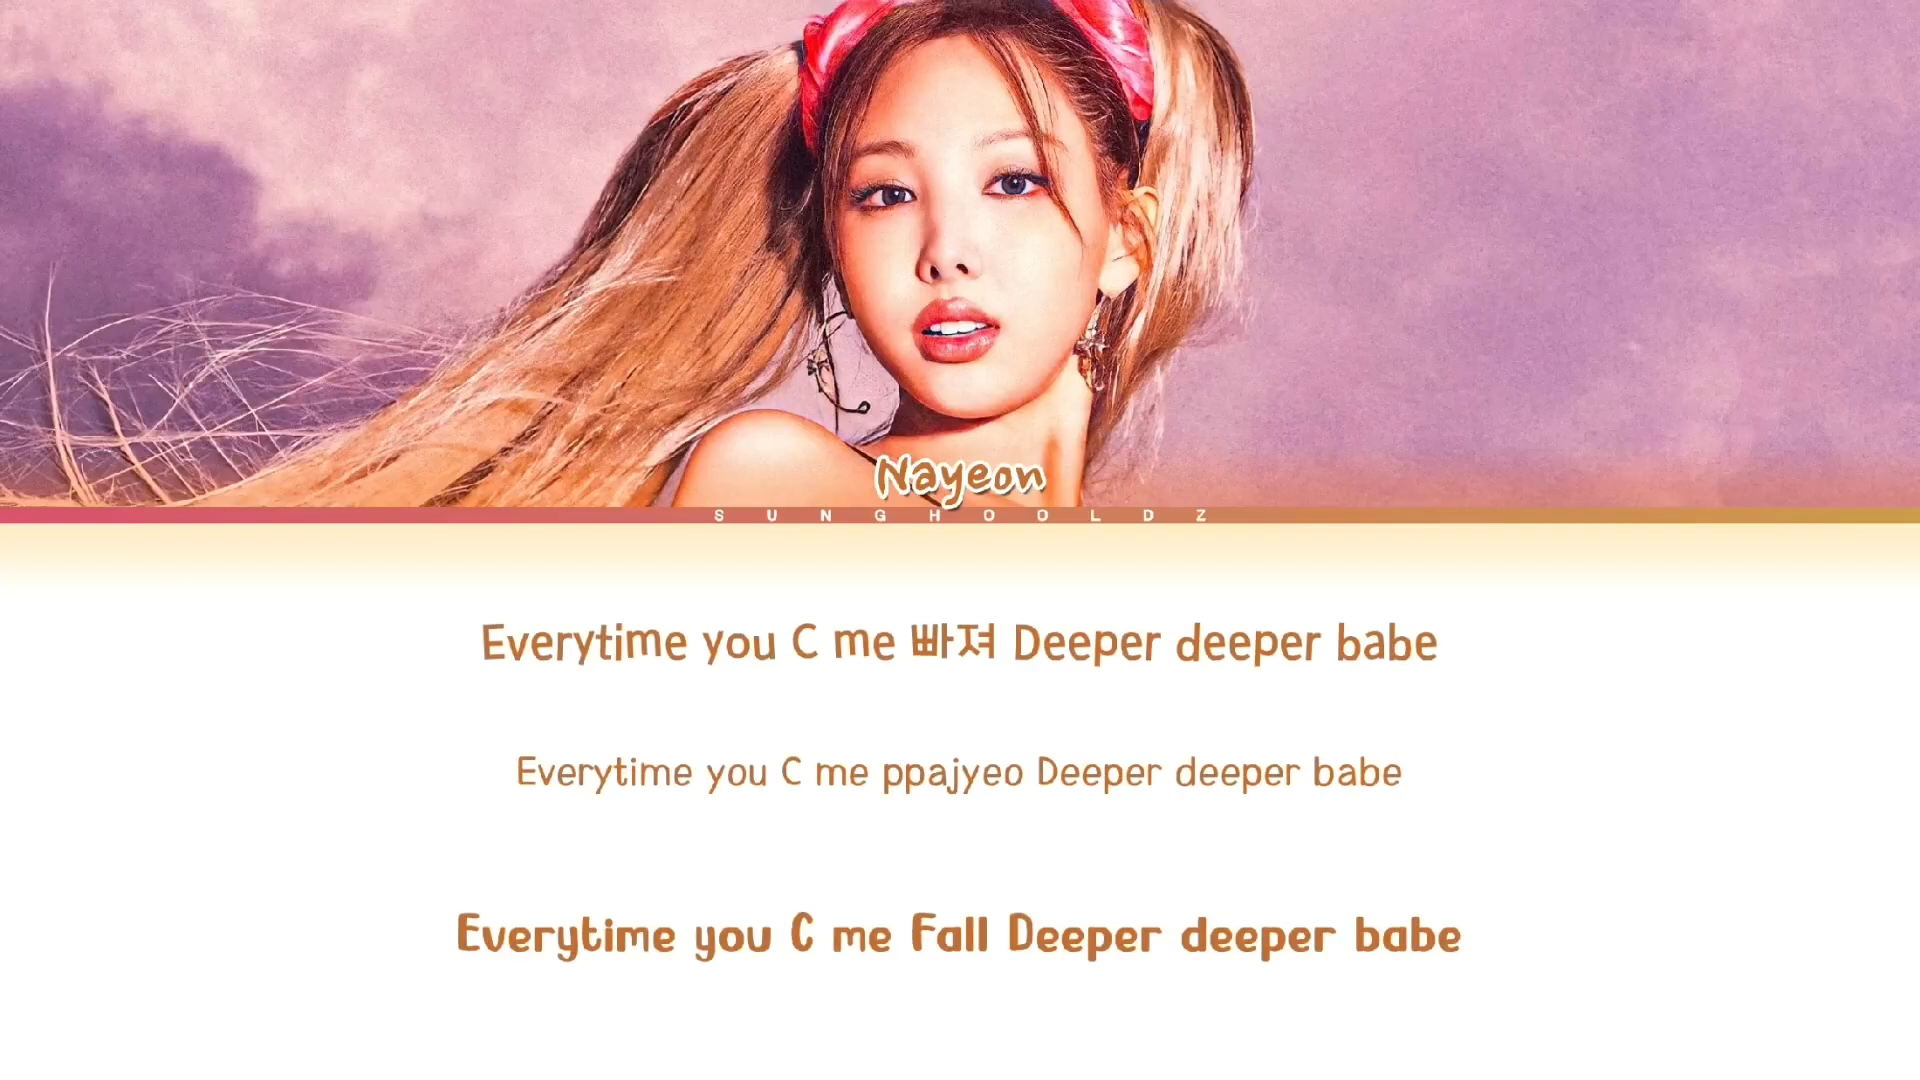 Nayeon
SUNGHOOLDZ
Everytime you C me 빠져 Deeper deeper babe
Everytime you C me ppajyeo Deeper deeper babe
Everytime you C me Fall Deeper deeper babe